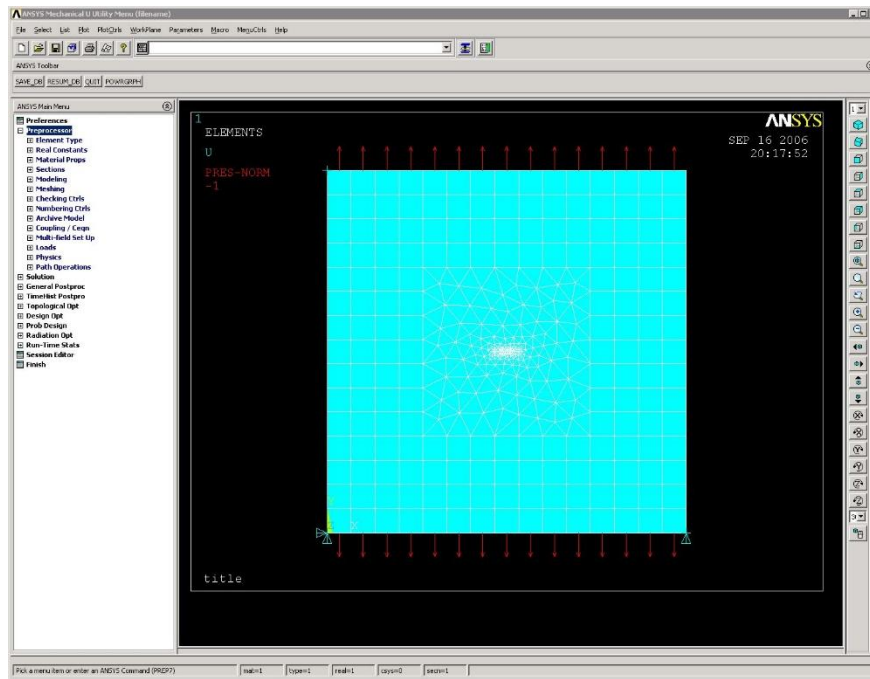 ANSYS Mechanical U Utility Menu (filename)
File Select List Plot PlotCtrls WorkPlane Parameters Macro MenuCtrls Help
ANSYS Toolbar
SAVE_DB RESUM_DB QUIT POWRGRPH
ANSYS Main Menu
Preferences
Preprocessor
Element Type
Real Constants
Material Props
Sections
Modeling
Meshing
Checking Ctrls
Numbering Ctrls
Archive Model
Coupling / Ceqn
Multi-field Set Up
Loads
Physics
Path Operations
Solution
General Postproc
TimeHist Postpro
Topological Opt
Design Opt
Prob Design
Radiation Opt
Run-Time Stats
Session Editor
Finish
1
ELEMENTS
U
PRES-NORM
-1
ANSYS
SEP 16 2006
20:17:52
X
title
1
3
Pick a menu item or enter an ANSYS Command (PREP7)
mat=1
type=1
real=1
csys=0
secn=1